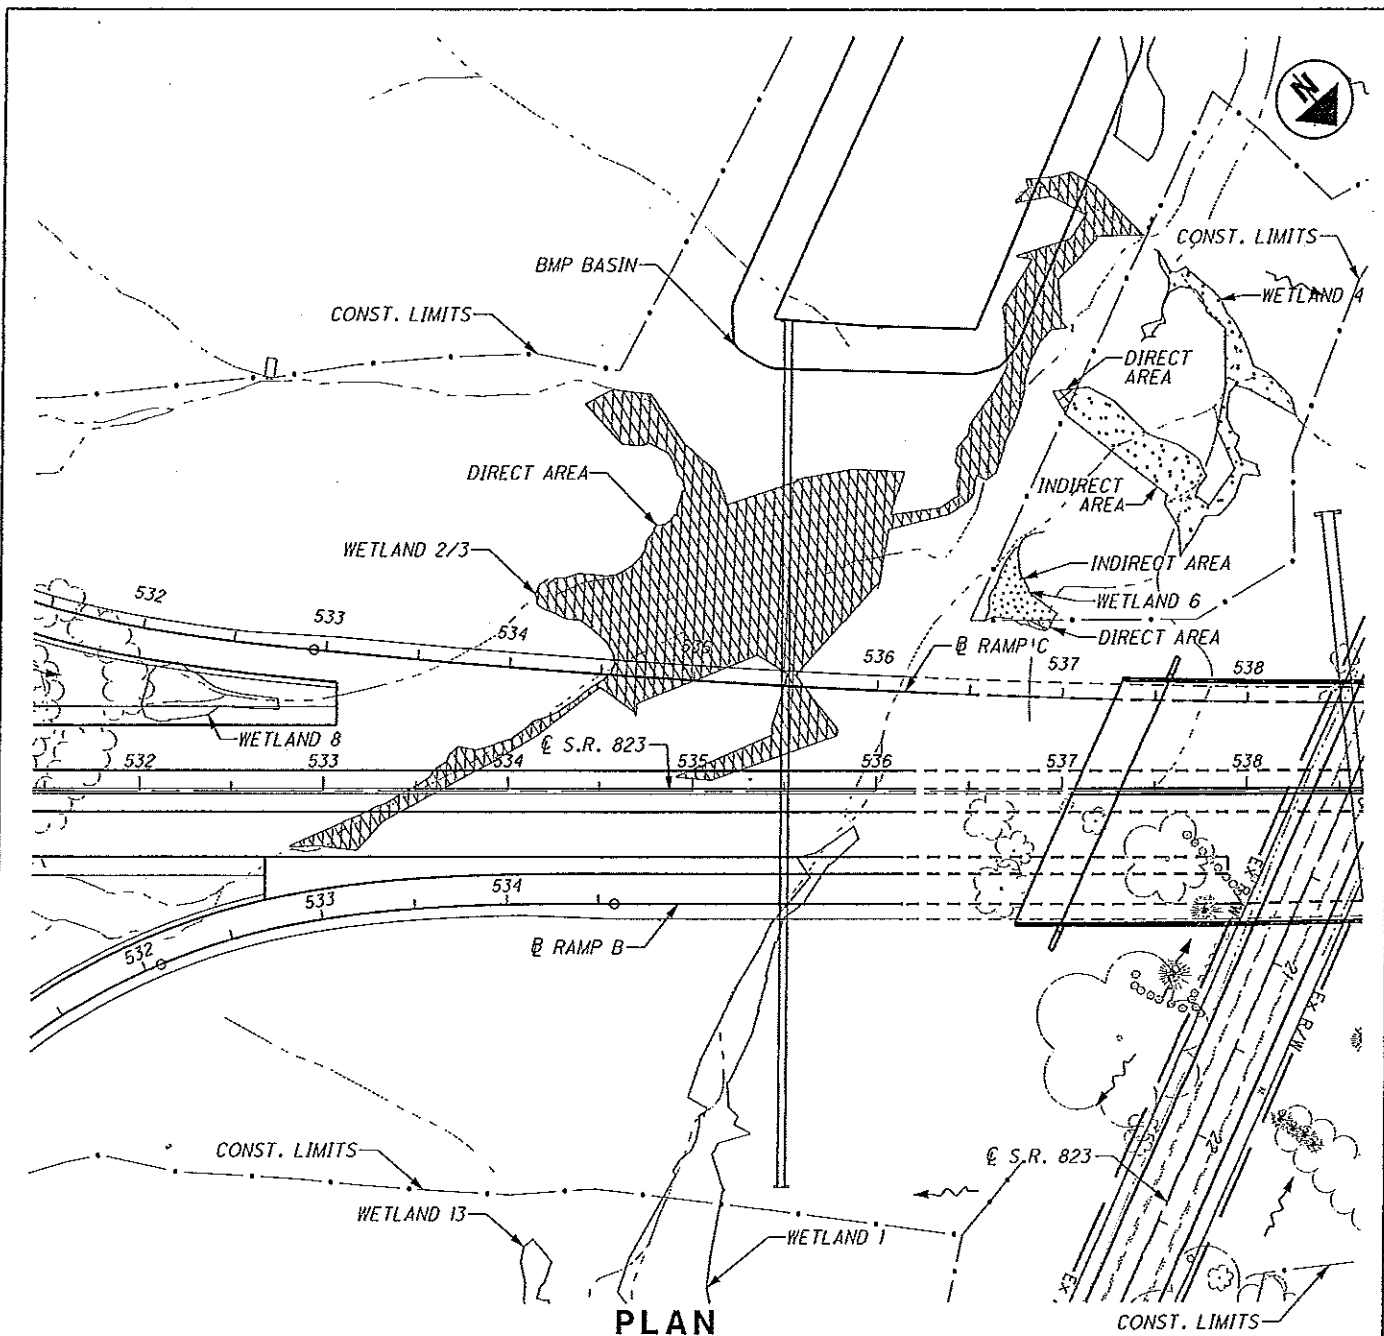 N
CONST. LIMITS
BMP BASIN
WETLAND 4
CONST. LIMITS
DIRECT
AREA
DIRECT AREA
INDIRECT
AREA
WETLAND 2/3
INDIRECT AREA
WETLAND 6
DIRECT AREA
532
533
534
535
536
537
538
℄ RAMP C
WETLAND 8
℄ S.R. 823
532
533
534
535
536
537
538
EX R/W
534
533
532
℄ RAMP B
21
EX R/W
22
CONST. LIMITS
℄ S.R. 823
WETLAND 13
WETLAND 1
EX
CONST. LIMITS
PLAN